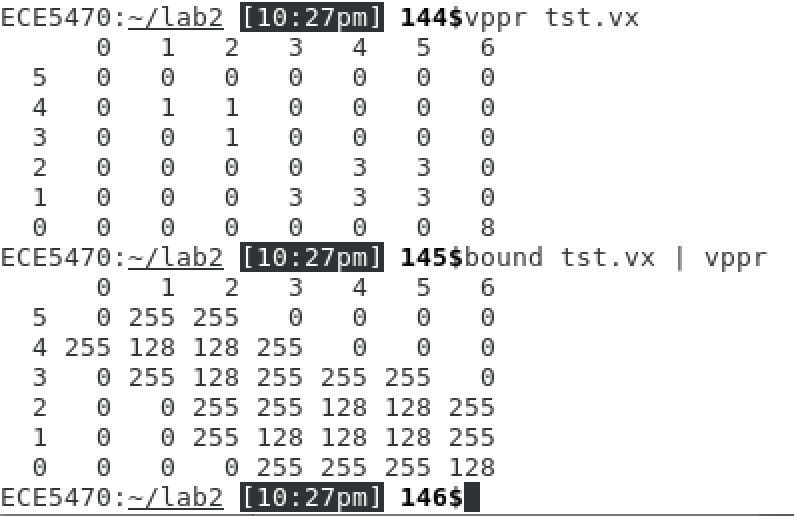 ECE5470:~/lab2 [10:27pm] 144$vppr tst.vx
0 1 2 3 4 5 6
5 0 0 0 0 0 0 0
4 0 1 1 0 0 0 0
3 0 0 1 0 0 0 0
2 0 0 0 0 3 3 0
1 0 0 0 3 3 3 0
0 0 0 0 0 0 0 8
ECE5470:~/lab2 [10:27pm] 145$bound tst.vx | vppr
0 1 2 3 4 5 6
5 0 255 255 0 0 0 0
4 255 128 128 255 0 0 0
3 0 255 128 255 255 255 0
2 0 0 255 255 128 128 255
1 0 0 255 128 128 128 255
0 0 0 0 255 255 255 128
ECE5470:~/lab2 [10:27pm] 146$